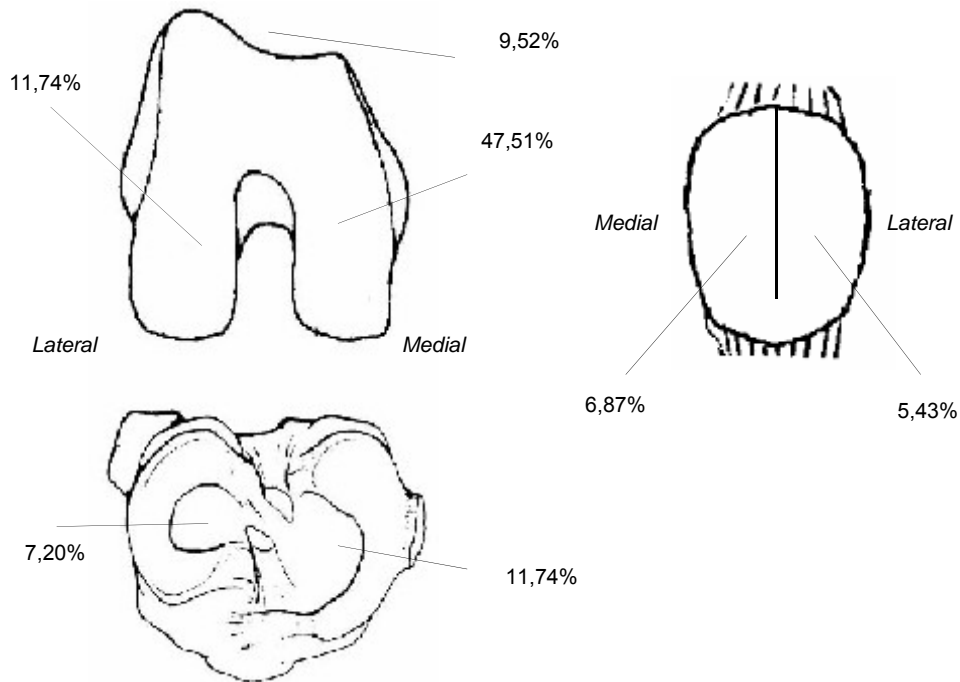 9,52%
11,74%
47,51%
Medial
Lateral
Lateral
Medial
6,87%
5,43%
7,20%
11,74%